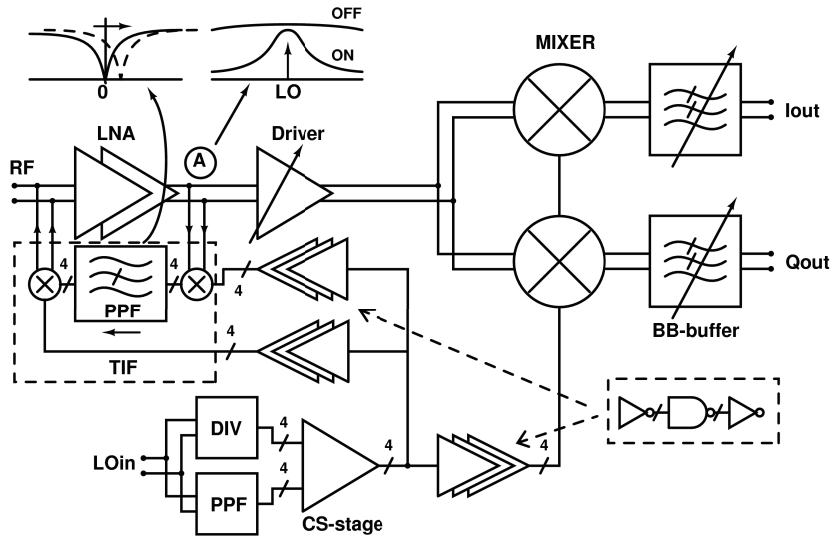 OFF
ON
0
LO
MIXER
LNA
A
Driver
Iout
RF
4
4
4
PPF
TIF
4
Qout
BB-buffer
DIV
4
LOin
4
4
4
PPF
CS-stage